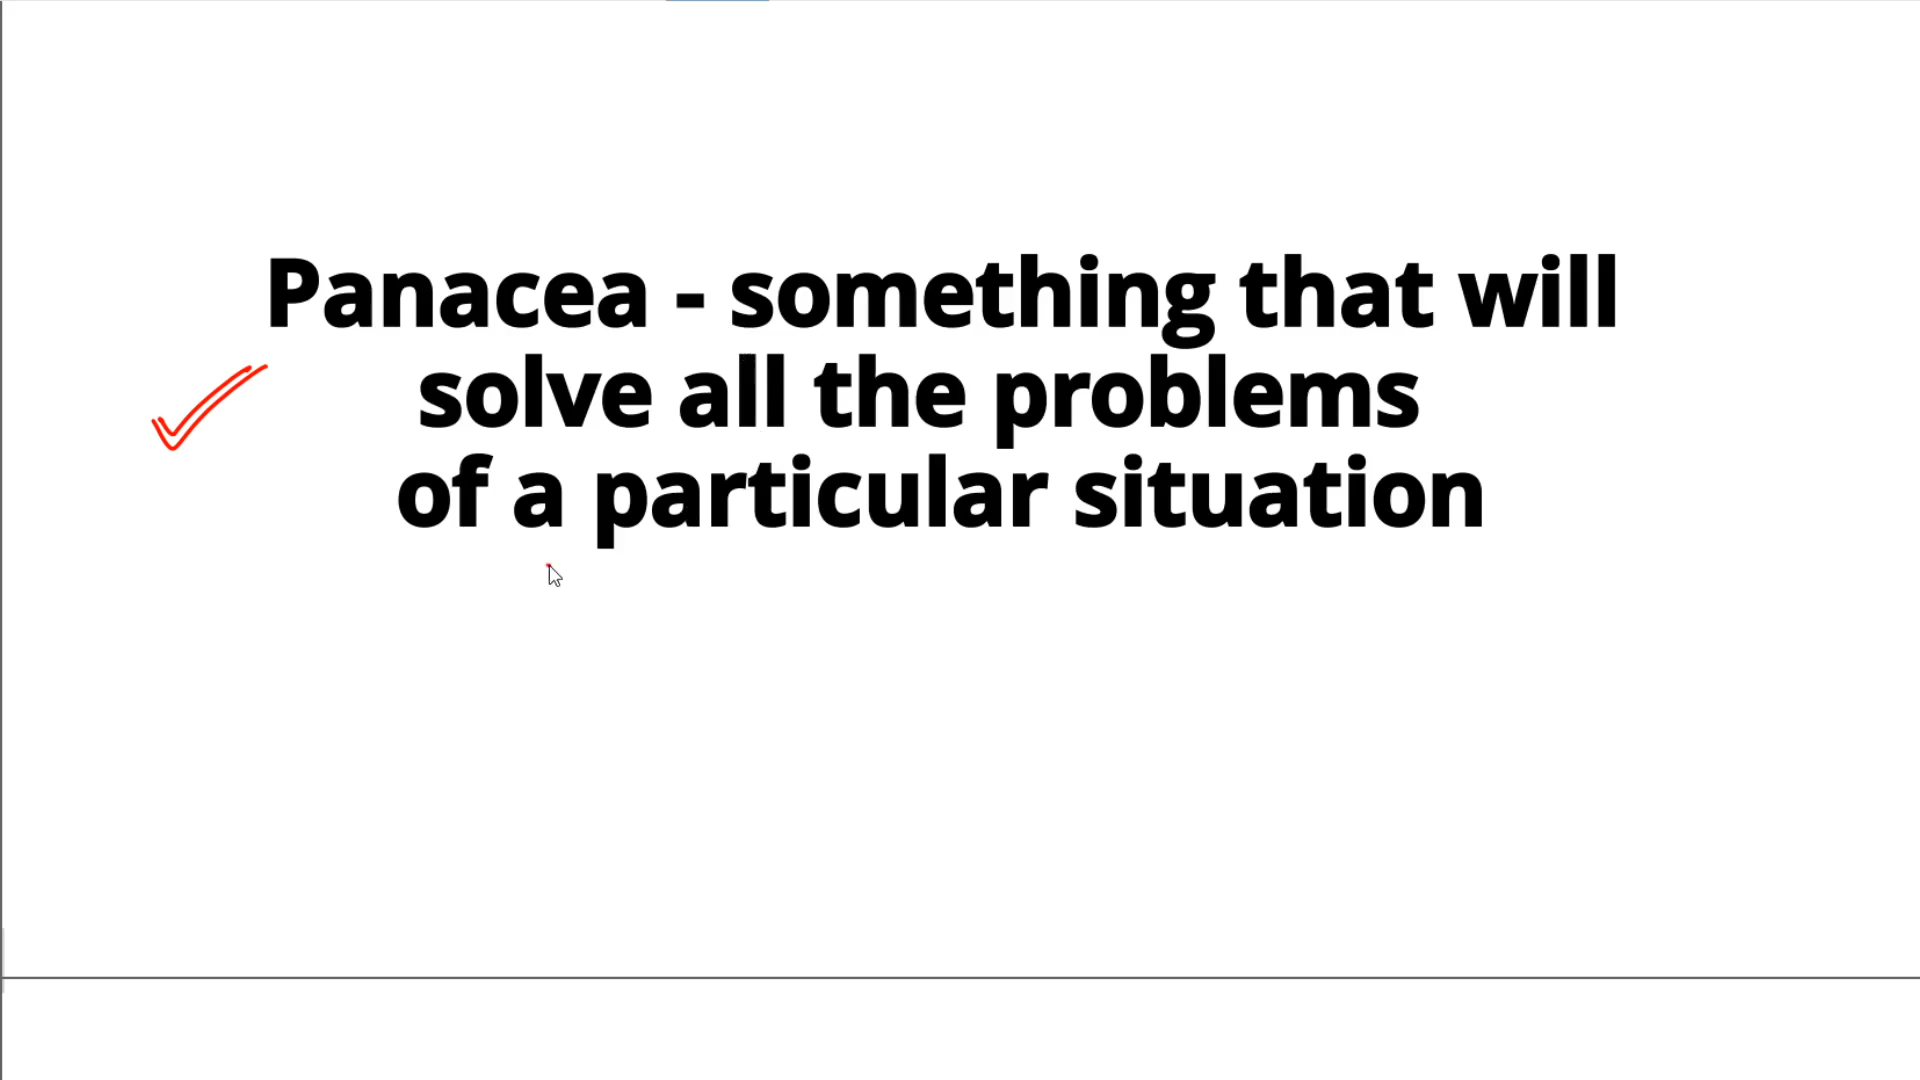 Panacea - something that will
solve all the problems
of a particular situation